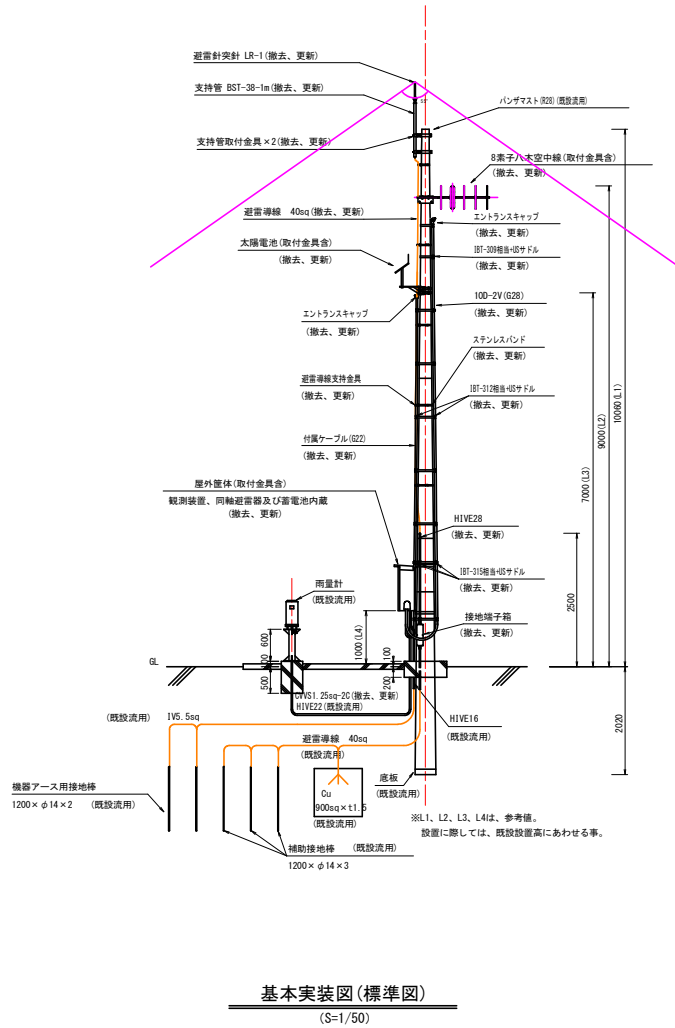 避雷針突針 LR-1(撤去、更新)
支持管 BST-38-1m(撤去、更新)
パンザマスト(R28)(既設流用)
支持管取付金具×2(撤去、更新)
8素子八木空中線(取付金具含)
(撤去、更新)
避雷導線 40sq(撤去、更新)
エントランスキャップ
(撤去、更新)
太陽電池(取付金具含)
(撤去、更新)
IBT-309相当+USサドル
(撤去、更新)
10D-2V(G28)
(撤去、更新)
エントランスキャップ
(撤去、更新)
ステンレスバンド
(撤去、更新)
避雷導線支持金具
(撤去、更新)
IBT-312相当+USサドル
(撤去、更新)
付属ケーブル(G22)
(撤去、更新)
屋外筐体(取付金具含)
観測装置、同軸避雷器及び蓄電池内蔵
(撤去、更新)
HIVE28
(撤去、更新)
IBT-315相当+USサドル
(撤去、更新)
雨量計
(既設流用)
接地端子箱
(撤去、更新)
10080(L1)
9000(L2)
7000(L3)
2500
1000(L4)
600
100
500
100
200
2020
GL
CVVS1.25sq-2C(撤去、更新)
HIVE22(既設流用)
HIVE16
(既設流用)
(既設流用) IV5.5sq
避雷導線 40sq
(既設流用)
機器アース用接地棒
1200×φ14×2 (既設流用)
Cu
900sq×t1.5
(既設流用)
底板
(既設流用)
補助接地棒 (既設流用)
1200×φ14×3
※L1、L2、L3、L4は、参考値。
設置に際しては、既設設置高にあわせる事。
基本実装図(標準図)
(S=1/50)